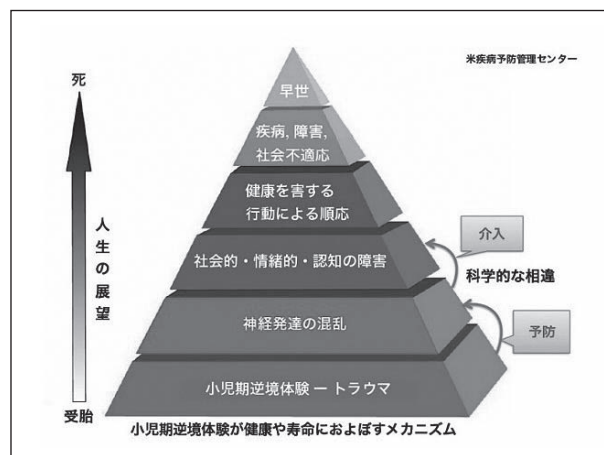 米疾病予防管理センター
死
早世
疾病, 障害,
社会不適応
健康を害する
行動による順応
介入
人生の展望
社会的・情緒的・認知の障害
科学的な相違
神経発達の混乱
予防
小児期逆境体験 ー トラウマ
受胎
小児期逆境体験が健康や寿命におよぼすメカニズム